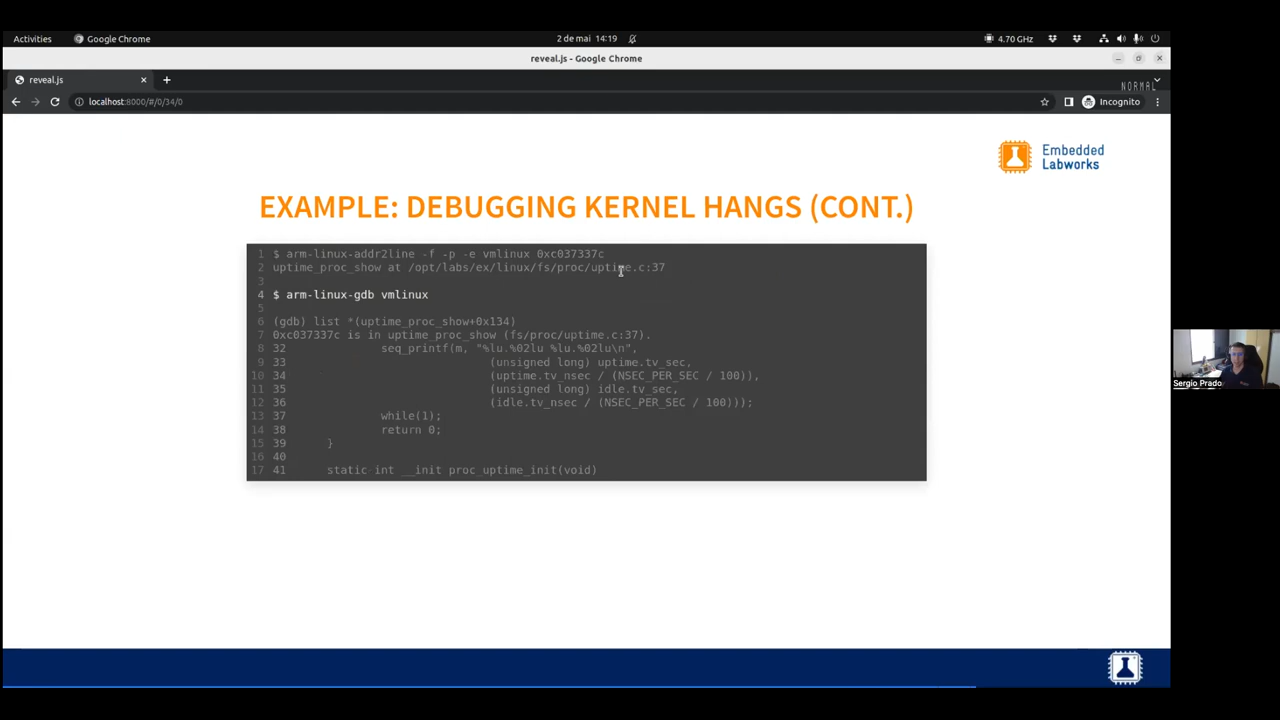 Activities
Google Chrome
2 de mai 14:19
4.70 GHz
reveal.js - Google Chrome
reveal.js
NORMAL
localhost:8000/#/0/34/0
Incognito
Embedded
Labworks
EXAMPLE: DEBUGGING KERNEL HANGS (CONT.)
1 $ arm-linux-addr2line -f -p -e vmlinux 0xc037337c
2 uptime_proc_show at /opt/labs/ex/linux/fs/proc/uptime.c:37
3
4 $ arm-linux-gdb vmlinux
5
6 (gdb) list *(uptime_proc_show+0x134)
7 0xc037337c is in uptime_proc_show (fs/proc/uptime.c:37).
8 32 seq_printf(m, "%lu.%02lu %lu.%02lu\n",
9 33 (unsigned long) uptime.tv_sec,
10 34 (uptime.tv_nsec / (NSEC_PER_SEC / 100)),
11 35 (unsigned long) idle.tv_sec,
12 36 (idle.tv_nsec / (NSEC_PER_SEC / 100)));
13 37 while(1);
14 38 return 0;
15 39 }
16 40
17 41 static int __init proc_uptime_init(void)
Sergio Prado